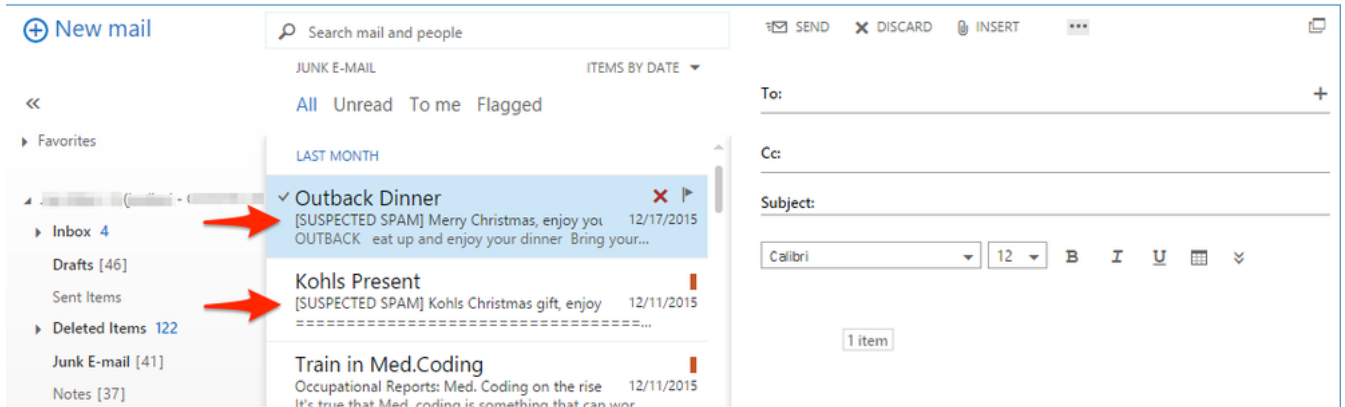 New mail
«
Favorites
Inbox 4
Drafts [46]
Sent Items
Deleted Items 122
Junk E-mail [41]
Notes [37]
Search mail and people
JUNK E-MAIL ITEMS BY DATE
All Unread To me Flagged
LAST MONTH
Outback Dinner
[SUSPECTED SPAM] Merry Christmas, enjoy you 12/17/2015
OUTBACK eat up and enjoy your dinner Bring your...
Kohls Present
[SUSPECTED SPAM] Kohls Christmas gift, enjoy 12/11/2015
==================================...
Train in Med.Coding
Occupational Reports: Med. Coding on the rise 12/11/2015
It's true that Med. coding is something that can wor
SEND DISCARD INSERT •••
To: +
Cc:
Subject:
Calibri 12 B I U
1 item